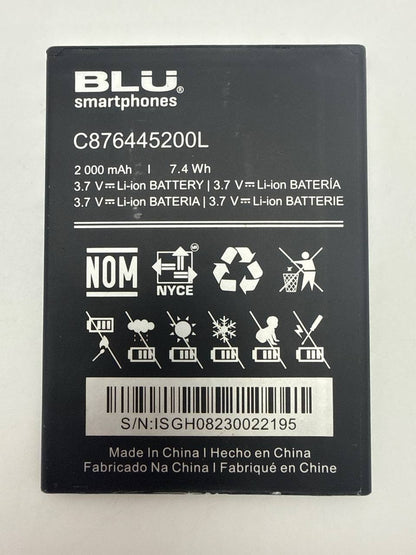 BLU®
smartphones
C876445200L
2 000 mAh I 7.4 Wh
3.7 V⎓Li-ion BATTERY | 3.7 V⎓Li-ion BATERÍA
3.7 V⎓Li-ion BATERIA | 3.7 V⎓Li-ion BATTERIE
NOM
NYCE
S/N:ISGH08230022195
Made In China I Hecho en China
Fabricado Na China I Fabriqué en Chine